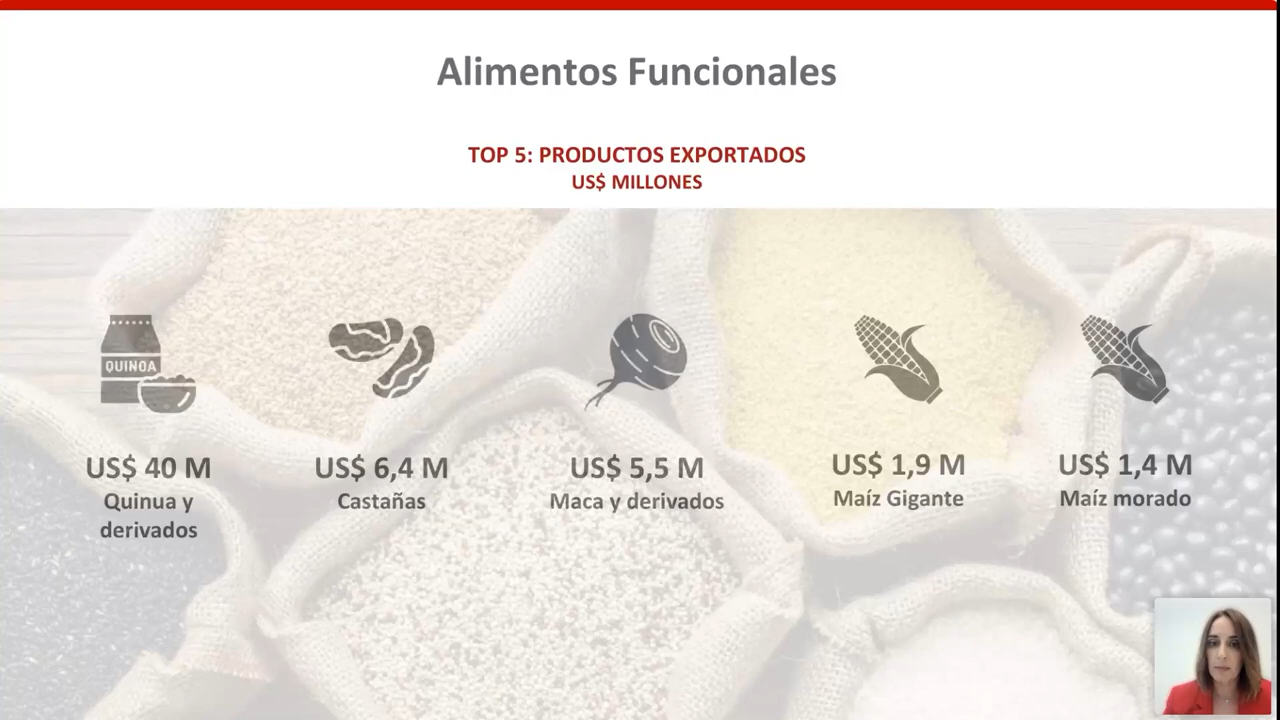 Alimentos Funcionales
TOP 5: PRODUCTOS EXPORTADOS
US$ MILLONES
QUINOA
US$ 40 M
Quinua y
derivados
US$ 6,4 M
Castañas
US$ 5,5 M
Maca y derivados
US$ 1,9 M
Maíz Gigante
US$ 1,4 M
Maíz morado